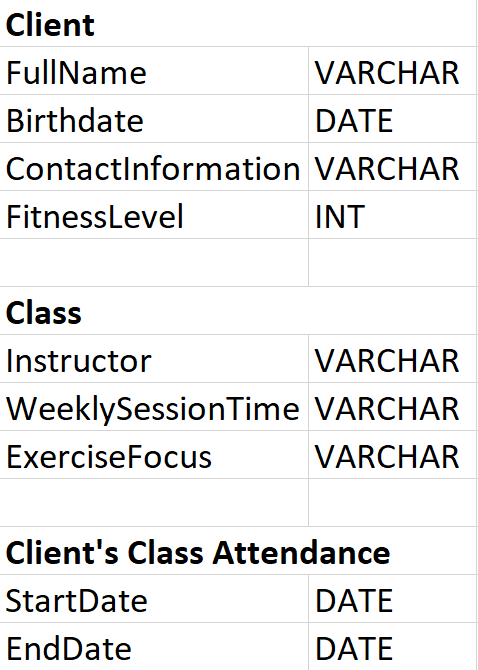 Client
FullName VARCHAR
Birthdate DATE
ContactInformation VARCHAR
FitnessLevel INT
Class
Instructor VARCHAR
WeeklySessionTime VARCHAR
ExerciseFocus VARCHAR
Client's Class Attendance
StartDate DATE
EndDate DATE